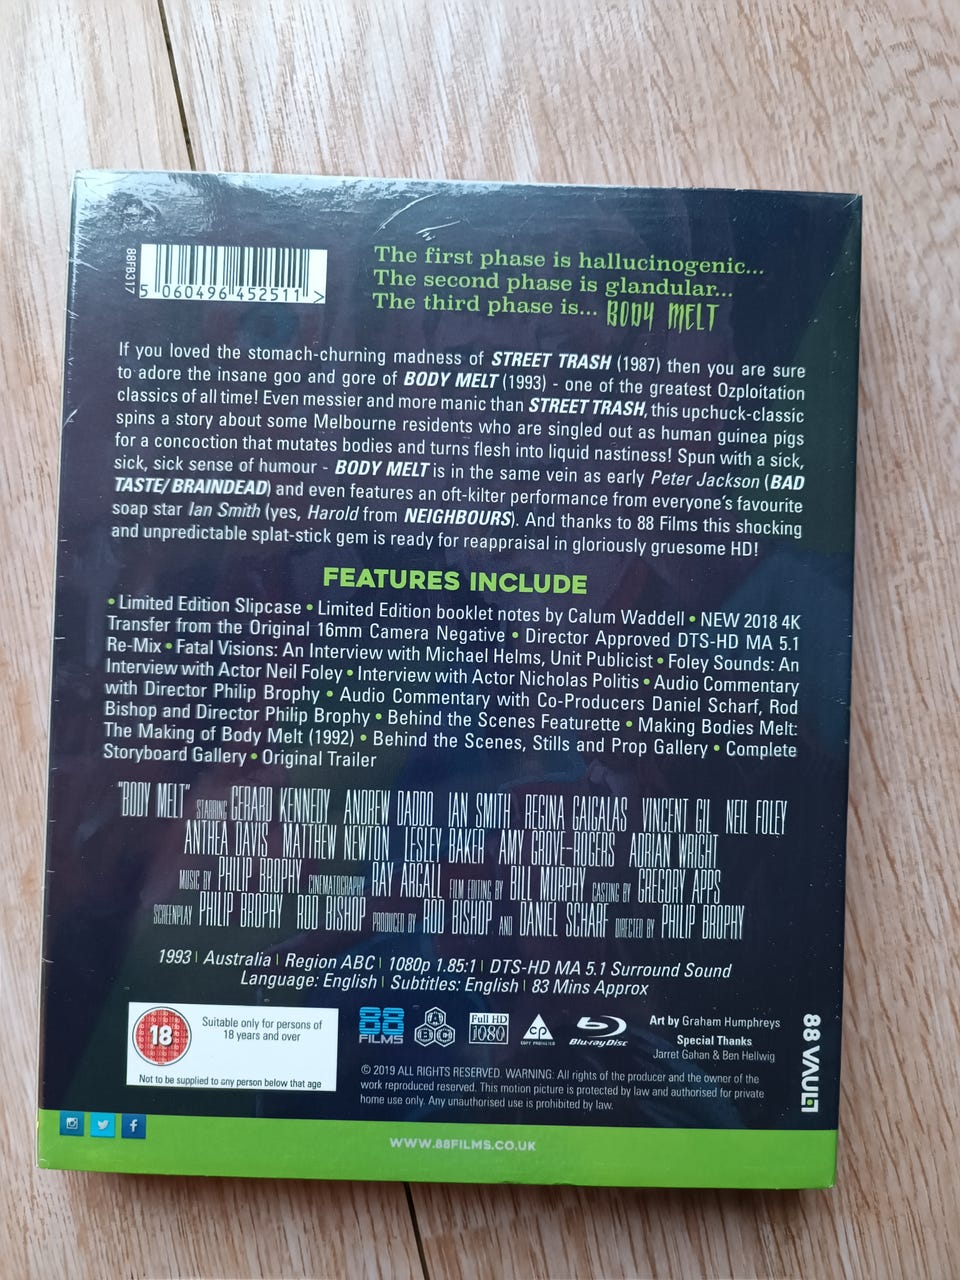 88FB317
5 060496 452511 >
The first phase is hallucinogenic...
The second phase is glandular...
The third phase is... BODY MELT
If you loved the stomach-churning madness of STREET TRASH (1987) then you are sure
to adore the insane goo and gore of BODY MELT (1993) - one of the greatest Ozploitation
classics of all time! Even messier and more manic than STREET TRASH, this upchuck-classic
spins a story about some Melbourne residents who are singled out as human guinea pigs
for a concoction that mutates bodies and turns flesh into liquid nastiness! Spun with a sick,
sick, sick sense of humour - BODY MELT is in the same vein as early Peter Jackson (BAD
TASTE/ BRAINDEAD) and even features an oft-kilter performance from everyone's favourite
soap star Ian Smith (yes, Harold from NEIGHBOURS). And thanks to 88 Films this shocking
and unpredictable splat-stick gem is ready for reappraisal in gloriously gruesome HD!
FEATURES INCLUDE
• Limited Edition Slipcase • Limited Edition booklet notes by Calum Waddell • NEW 2018 4K
Transfer from the Original 16mm Camera Negative • Director Approved DTS-HD MA 5.1
Re-Mix • Fatal Visions: An Interview with Michael Helms, Unit Publicist • Foley Sounds: An
Interview with Actor Neil Foley • Interview with Actor Nicholas Politis • Audio Commentary
with Director Philip Brophy • Audio Commentary with Co-Producers Daniel Scharf, Rod
Bishop and Director Philip Brophy • Behind the Scenes Featurette • Making Bodies Melt:
The Making of Body Melt (1992) • Behind the Scenes, Stills and Prop Gallery • Complete
Storyboard Gallery • Original Trailer
"BODY MELT" STARRING GERARD KENNEDY ANDREW DADDO IAN SMITH REGINA GAIGALAS VINCENT GIL NEIL FOLEY
ANTHEA DAVIS MATTHEW NEWTON LESLEY BAKER AMY GROVE-ROGERS ADRIAN WRIGHT
MUSIC BY PHILIP BROPHY CINEMATOGRAPHY RAY ARGALL FILM EDITING BY BILL MURPHY CASTING BY GREGORY APPS
SCREENPLAY PHILIP BROPHY ROD BISHOP PRODUCED BY ROD BISHOP AND DANIEL SCHARF DIRECTED BY PHILIP BROPHY
1993 | Australia | Region ABC | 1080p 1.85:1 | DTS-HD MA 5.1 Surround Sound
Language: English | Subtitles: English | 83 Mins Approx
18
Suitable only for persons of
18 years and over
Not to be supplied to any person below that age
88
FILMS
A B C
Full HD
1080
CP
COPY PROTECTED
Blu-ray Disc
Art by Graham Humphreys
Special Thanks
Jarret Gahan & Ben Hellwig
© 2019 ALL RIGHTS RESERVED. WARNING: All rights of the producer and the owner of the
work reproduced reserved. This motion picture is protected by law and authorised for private
home use only. Any unauthorised use is prohibited by law.
88 VAULT
f
WWW.88FILMS.CO.UK